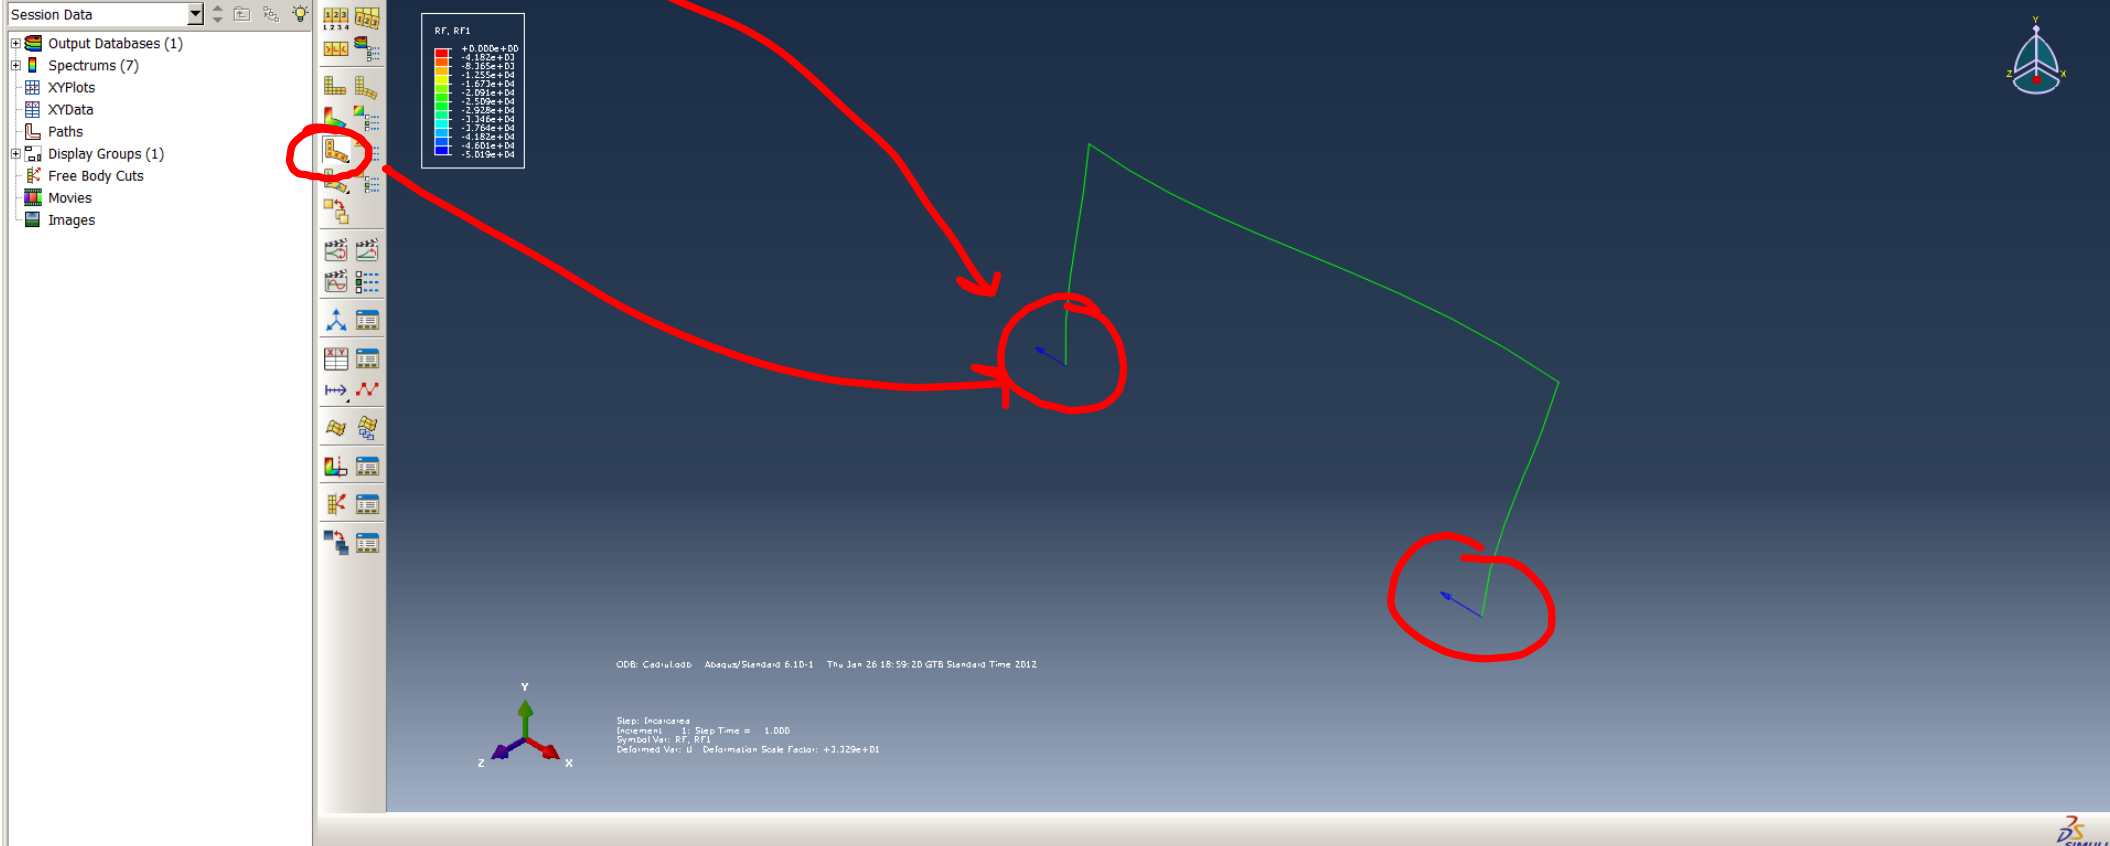 Session Data
Output Databases (1)
Spectrums (7)
XYPlots
XYData
Paths
Display Groups (1)
Free Body Cuts
Movies
Images
RF, RF1
+0.000e+00
-4.182e+03
-8.365e+03
-1.255e+04
-1.673e+04
-2.091e+04
-2.509e+04
-2.928e+04
-3.346e+04
-3.764e+04
-4.182e+04
-4.601e+04
-5.019e+04
Y
Z X
ODB: Cadrul.odb Abaqus/Standard 6.10-1 Thu Jan 26 18:59:20 GTB Standard Time 2012
Y
Z X
Step: Incarcarea
Increment 1: Step Time = 1.000
Symbol Var: RF, RF1
Deformed Var: U Deformation Scale Factor: +3.329e+01